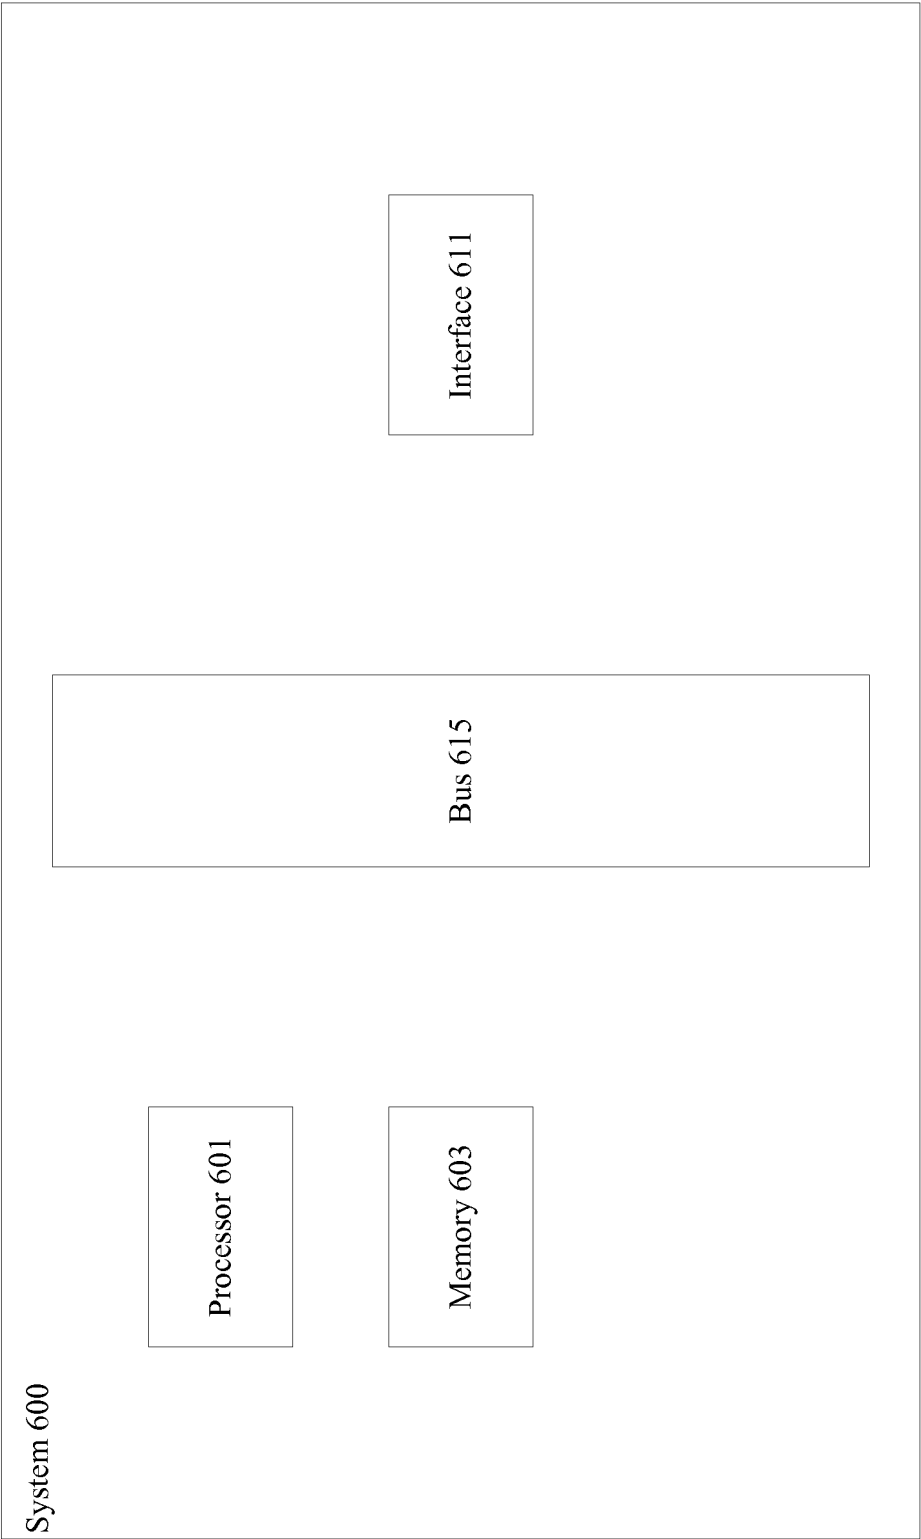 System 600
Processor 601
Memory 603
Bus 615
Interface 611